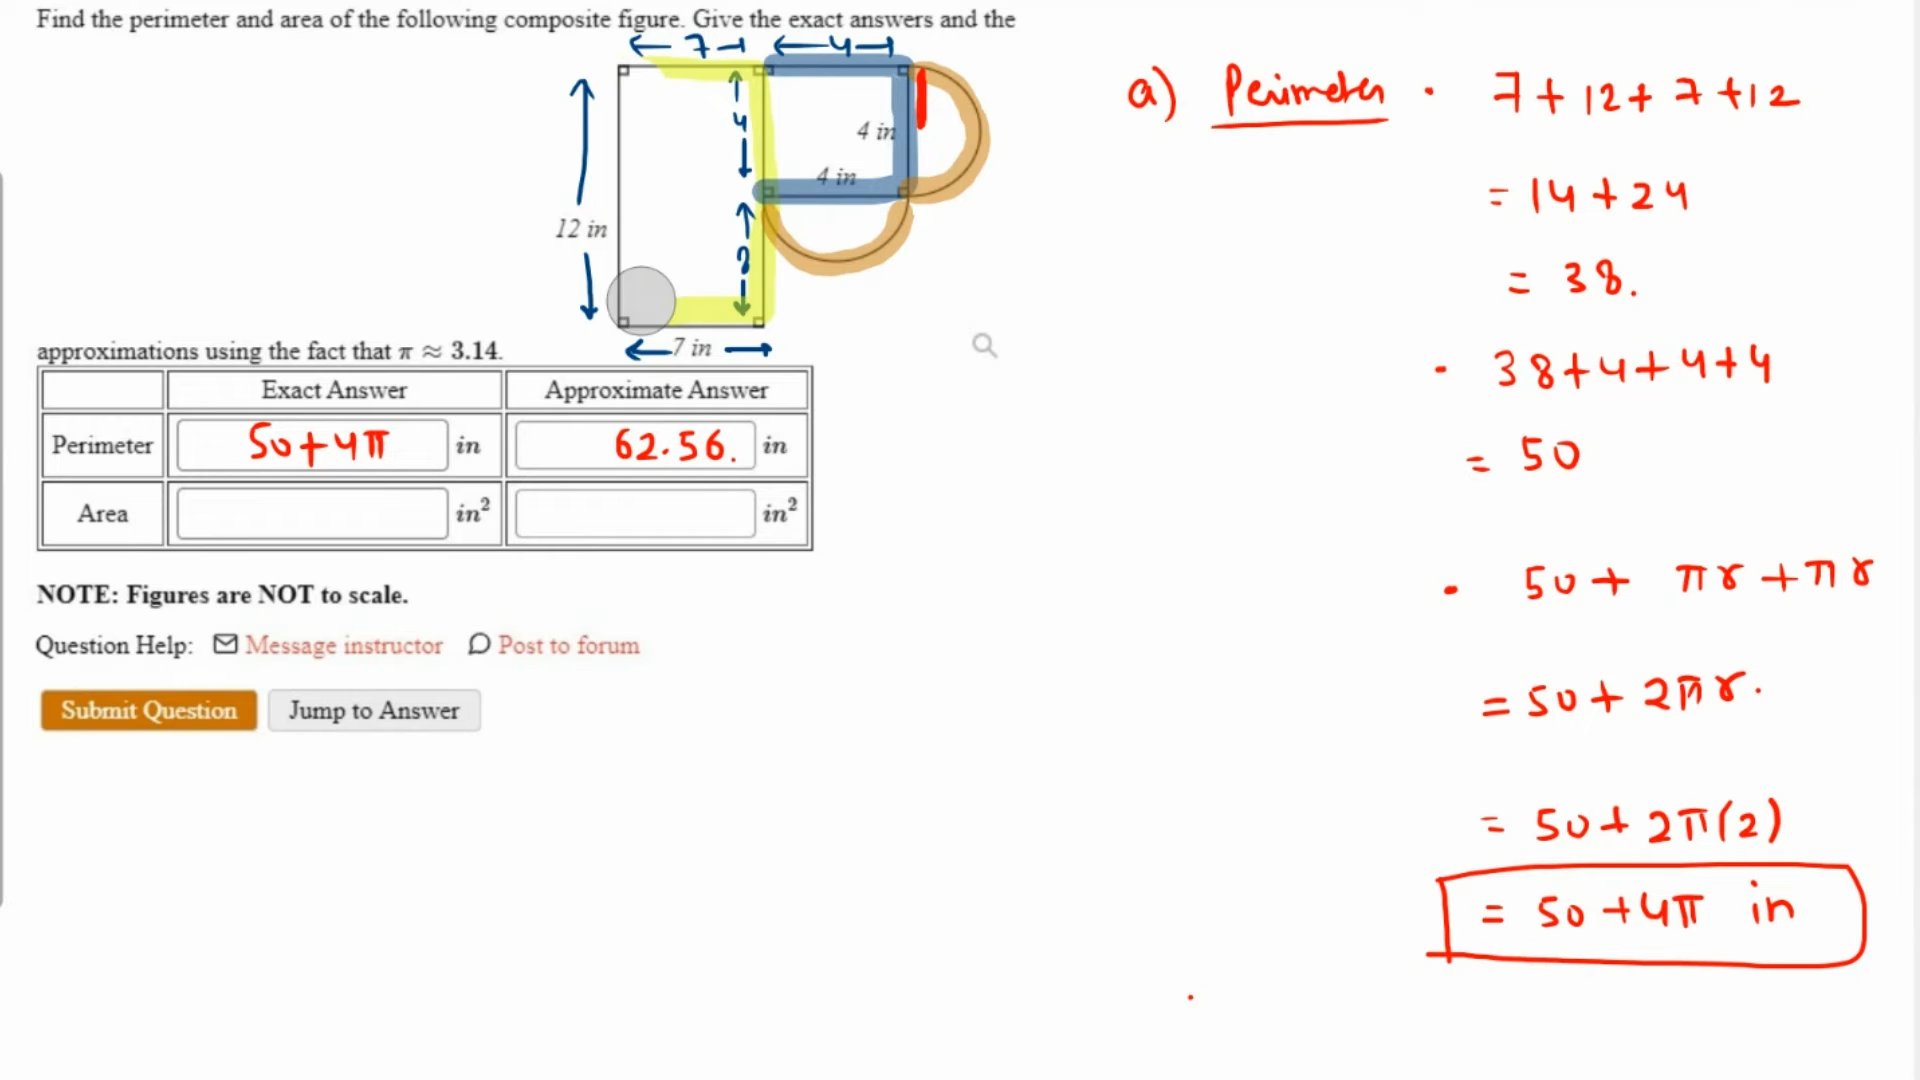 Find the perimeter and area of the following composite figure. Give the exact answers and the
7 4
4
4 in
4 in
12 in
8
7 in
approximations using the fact that π ≈ 3.14.
Exact Answer Approximate Answer
Perimeter 50+4π in 62.56. in
Area in² in²
NOTE: Figures are NOT to scale.
Question Help: Message instructor Post to forum
Submit Question Jump to Answer
a) Perimeter . 7+12+7+12
= 14+24
= 38.
. 38+4+4+4
= 50
. 50+ πr+πr
= 50+ 2πr.
= 50+ 2π(2)
= 50+4π in